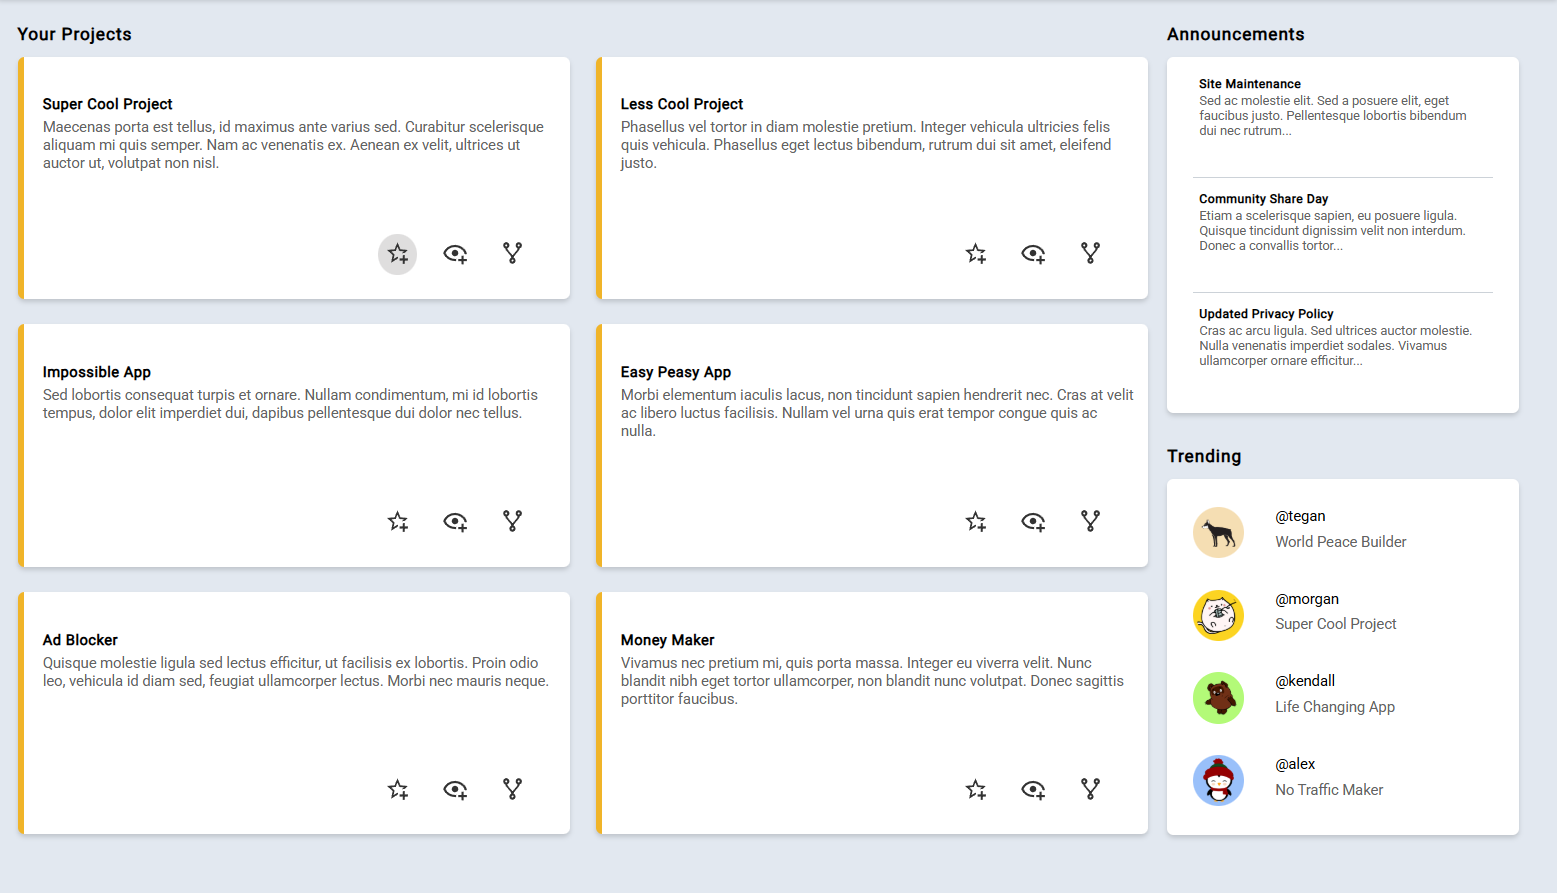 Your Projects
Super Cool Project
Maecenas porta est tellus, id maximus ante varius sed. Curabitur scelerisque
aliquam mi quis semper. Nam ac venenatis ex. Aenean ex velit, ultrices ut
auctor ut, volutpat non nisl.
Less Cool Project
Phasellus vel tortor in diam molestie pretium. Integer vehicula ultricies felis
quis vehicula. Phasellus eget lectus bibendum, rutrum dui sit amet, eleifend
justo.
Impossible App
Sed lobortis consequat turpis et ornare. Nullam condimentum, mi id lobortis
tempus, dolor elit imperdiet dui, dapibus pellentesque dui dolor nec tellus.
Easy Peasy App
Morbi elementum iaculis lacus, non tincidunt sapien hendrerit nec. Cras at velit
ac libero luctus facilisis. Nullam vel urna quis erat tempor congue quis ac
nulla.
Ad Blocker
Quisque molestie ligula sed lectus efficitur, ut facilisis ex lobortis. Proin odio
leo, vehicula id diam sed, feugiat ullamcorper lectus. Morbi nec mauris neque.
Money Maker
Vivamus nec pretium mi, quis porta massa. Integer eu viverra velit. Nunc
blandit nibh eget tortor ullamcorper, non blandit nunc volutpat. Donec sagittis
porttitor faucibus.
Announcements
Site Maintenance
Sed ac molestie elit. Sed a posuere elit, eget
faucibus justo. Pellentesque lobortis bibendum
dui nec rutrum...
Community Share Day
Etiam a scelerisque sapien, eu posuere ligula.
Quisque tincidunt dignissim velit non interdum.
Donec a convallis tortor...
Updated Privacy Policy
Cras ac arcu ligula. Sed ultrices auctor molestie.
Nulla venenatis imperdiet sodales. Vivamus
ullamcorper ornare efficitur...
Trending
@tegan
World Peace Builder
@morgan
Super Cool Project
@kendall
Life Changing App
@alex
No Traffic Maker